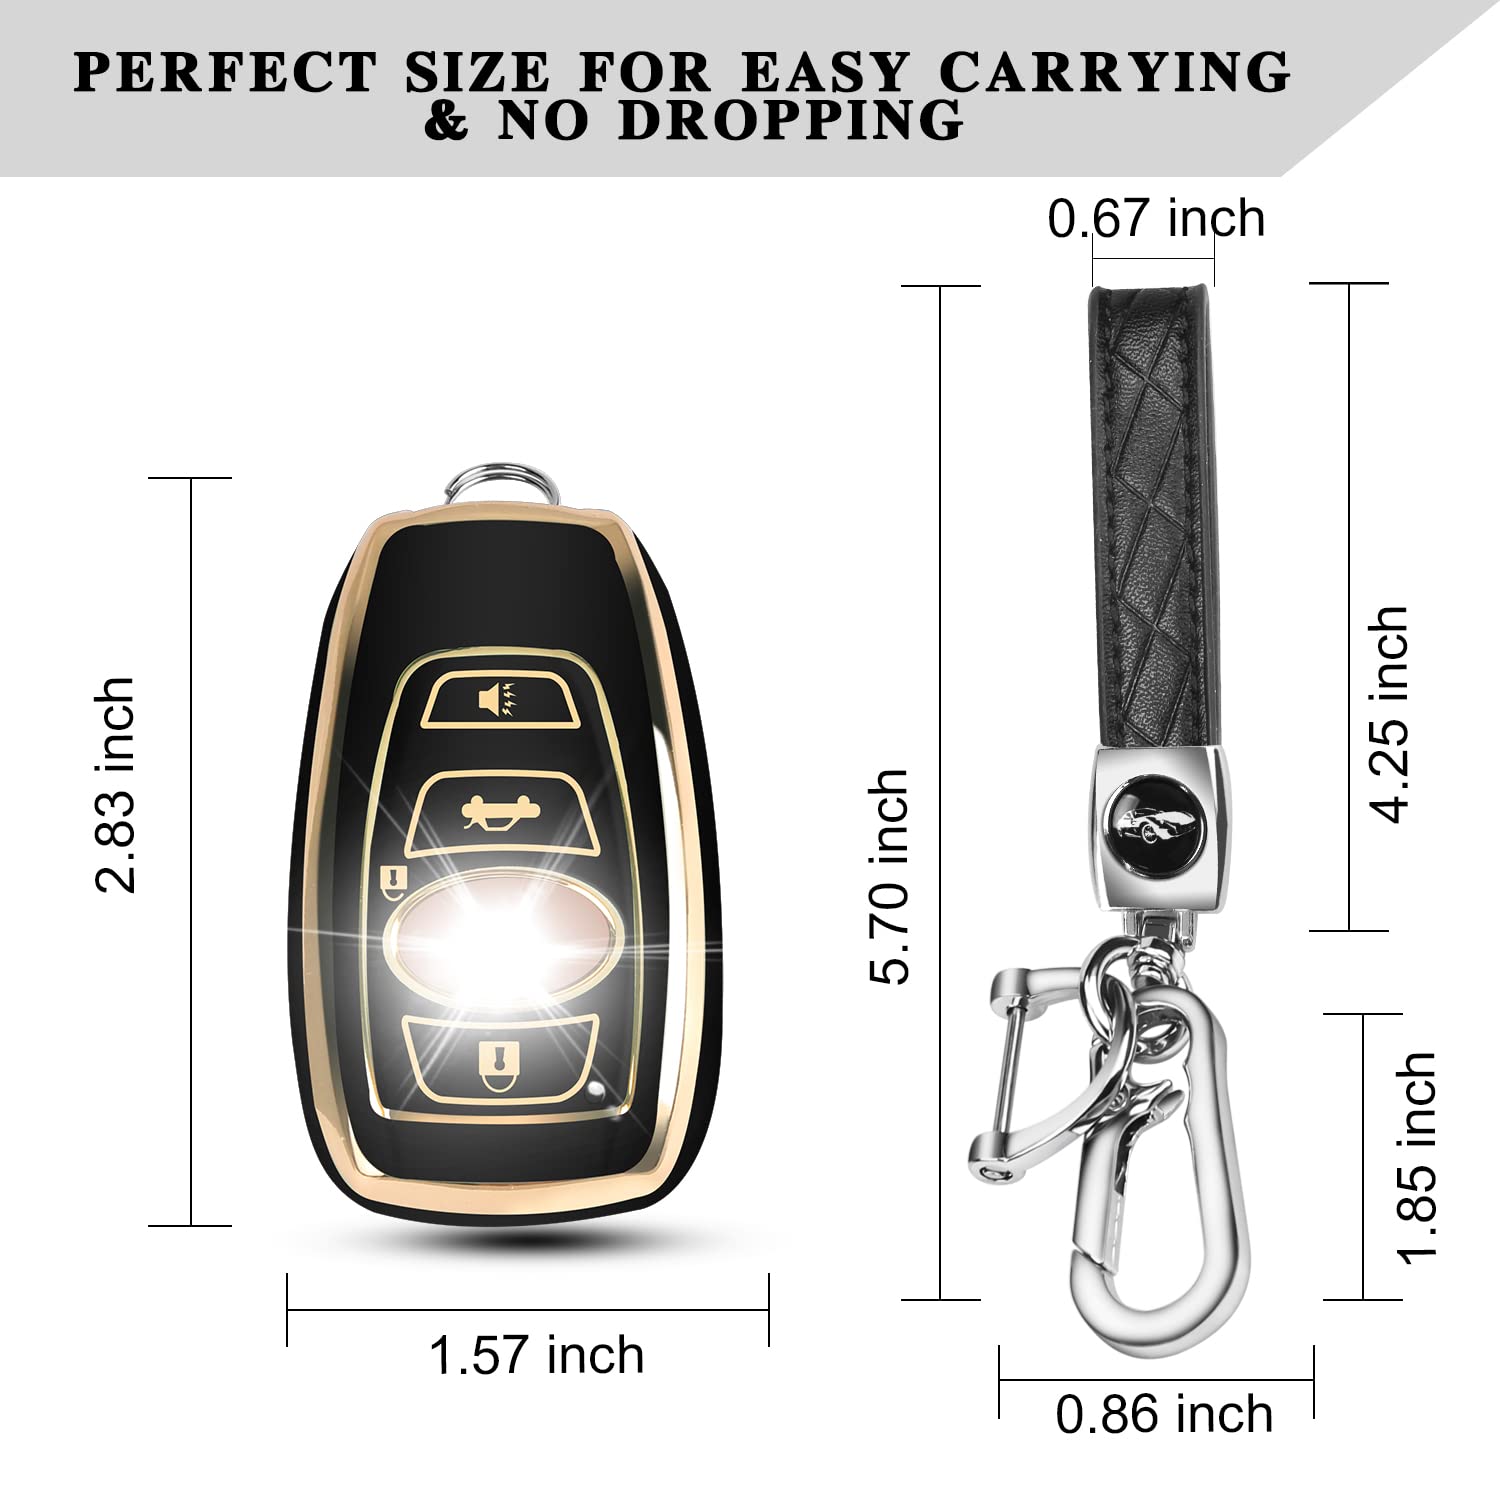 PERFECT SIZE FOR EASY CARRYING
& NO DROPPING
0.67 inch
2.83 inch
5.70 inch
4.25 inch
1.85 inch
1.57 inch
0.86 inch